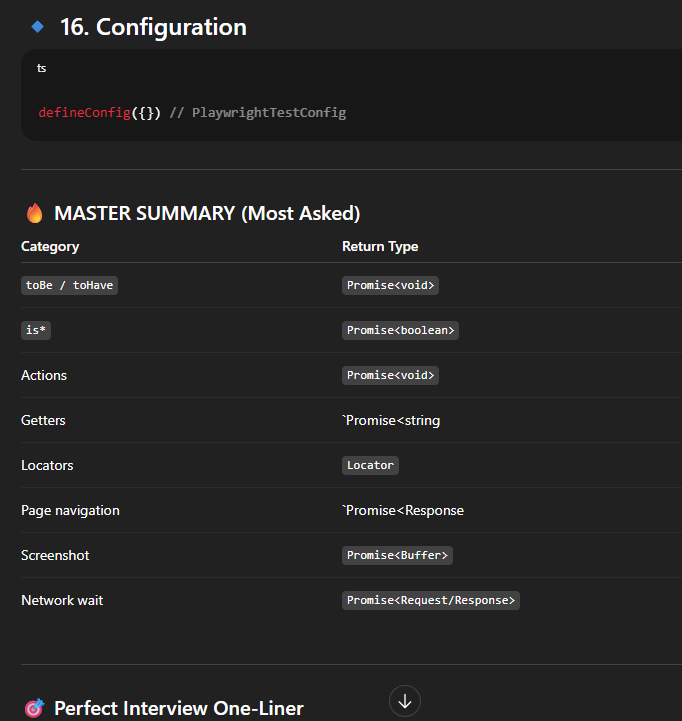 16. Configuration
ts
defineConfig({}) // PlaywrightTestConfig
MASTER SUMMARY (Most Asked)
Category Return Type
toBe / toHave Promise<void>
is* Promise<boolean>
Actions Promise<void>
Getters `Promise<string
Locators Locator
Page navigation `Promise<Response
Screenshot Promise<Buffer>
Network wait Promise<Request/Response>
Perfect Interview One-Liner